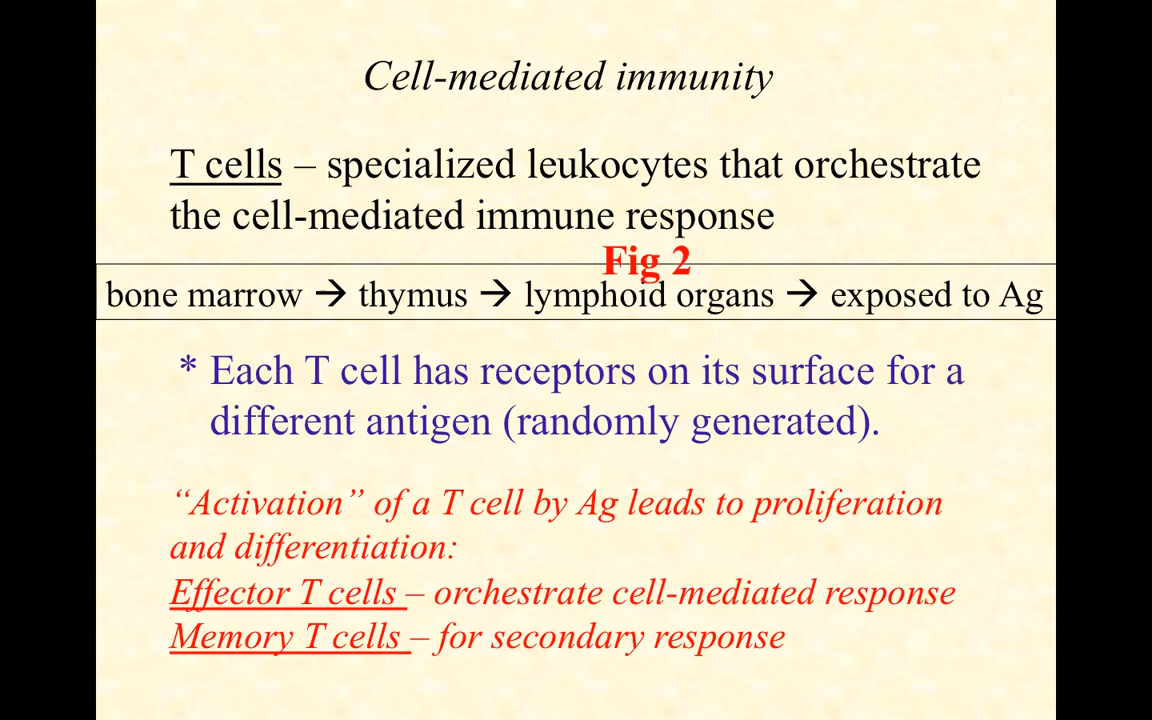 Cell-mediated immunity
T cells – specialized leukocytes that orchestrate
the cell-mediated immune response
Fig 2
bone marrow → thymus → lymphoid organs → exposed to Ag
* Each T cell has receptors on its surface for a
different antigen (randomly generated).
“Activation” of a T cell by Ag leads to proliferation
and differentiation:
Effector T cells – orchestrate cell-mediated response
Memory T cells – for secondary response